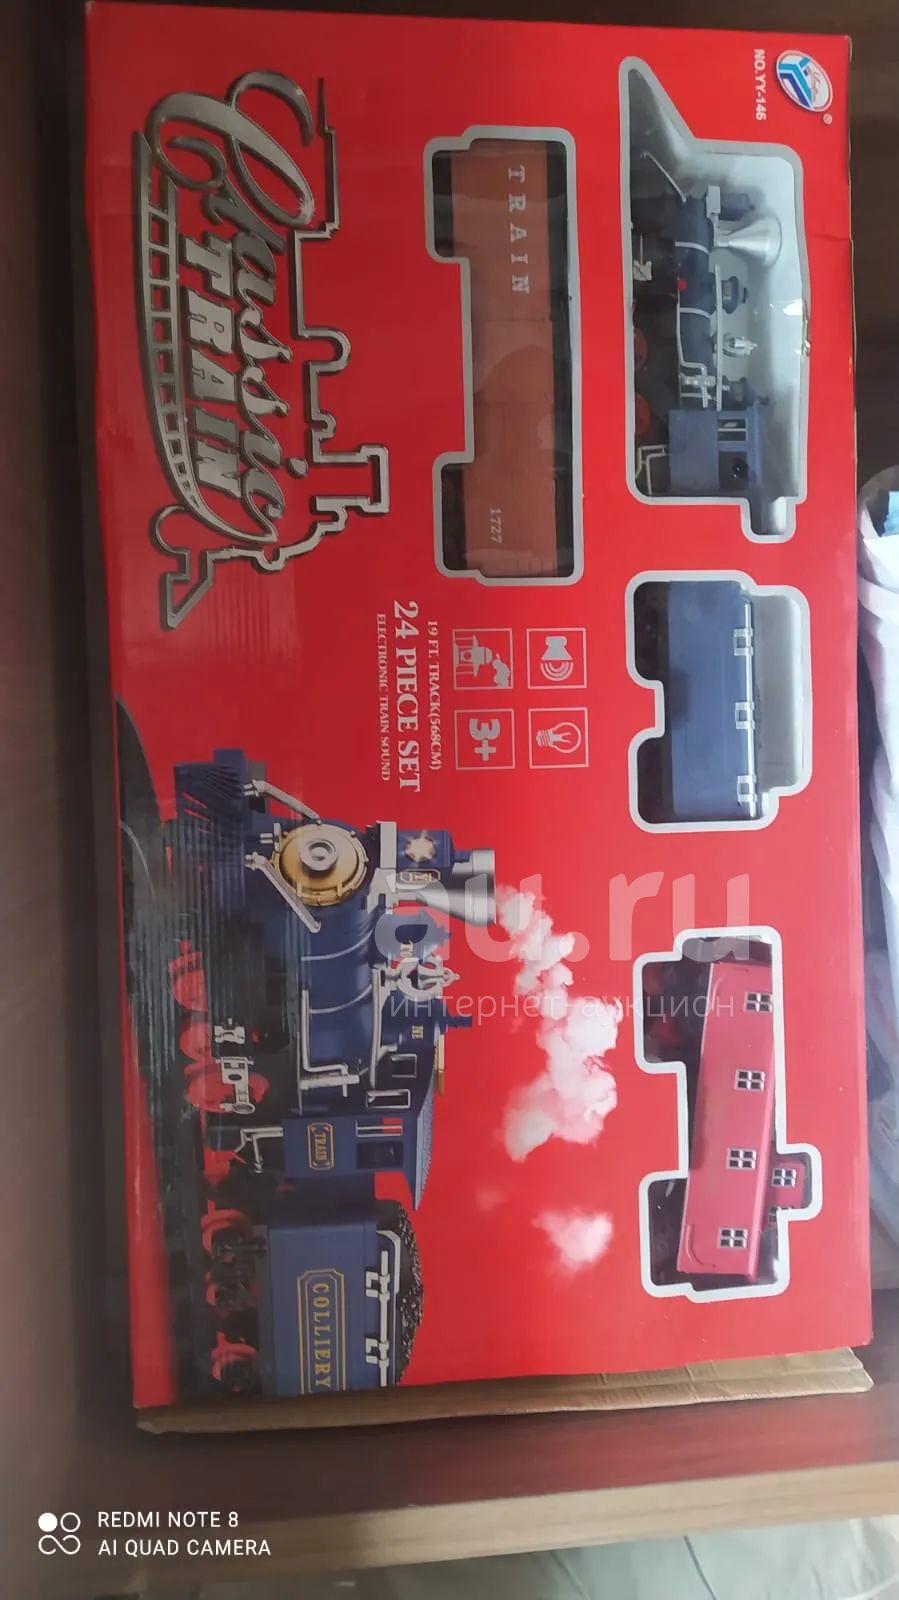 NO.YY-146
®
TRAIN
1727
Classic
TRAIN
19 FT. TRACK(568CM)
24 PIECE SET
ELECTRONIC TRAIN SOUND
3+
TRAIN
COLLIERY
au.ru
интернет-аукцион
REDMI NOTE 8
AI QUAD CAMERA